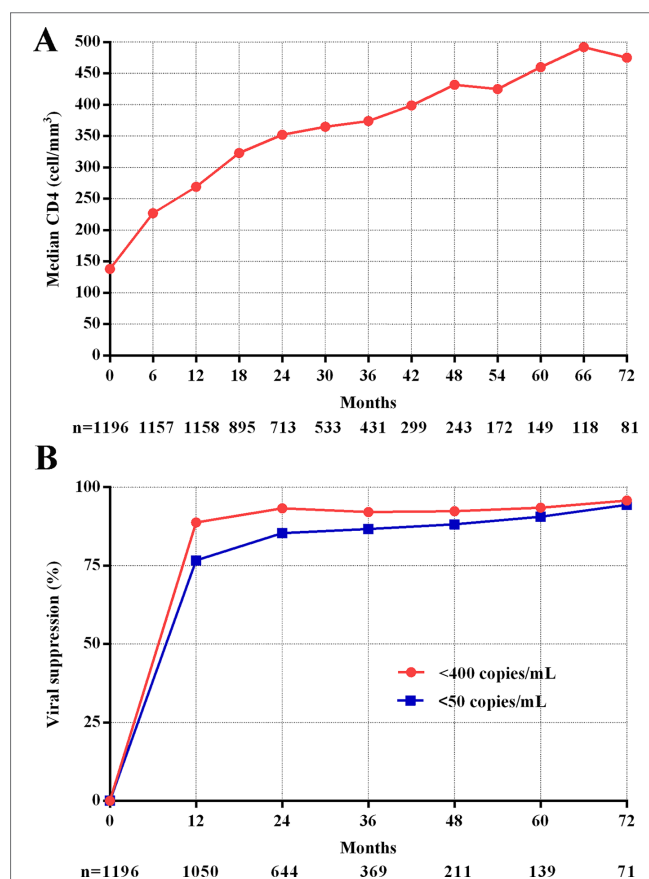 A
Median CD4 (cell/mm³)
500
450
400
350
300
250
200
150
100
50
0
0 6 12 18 24 30 36 42 48 54 60 66 72
Months
n=1196 1157 1158 895 713 533 431 299 243 172 149 118 81
B
Viral suppression (%)
100
75
50
25
0
<400 copies/mL
<50 copies/mL
0 12 24 36 48 60 72
Months
n=1196 1050 644 369 211 139 71